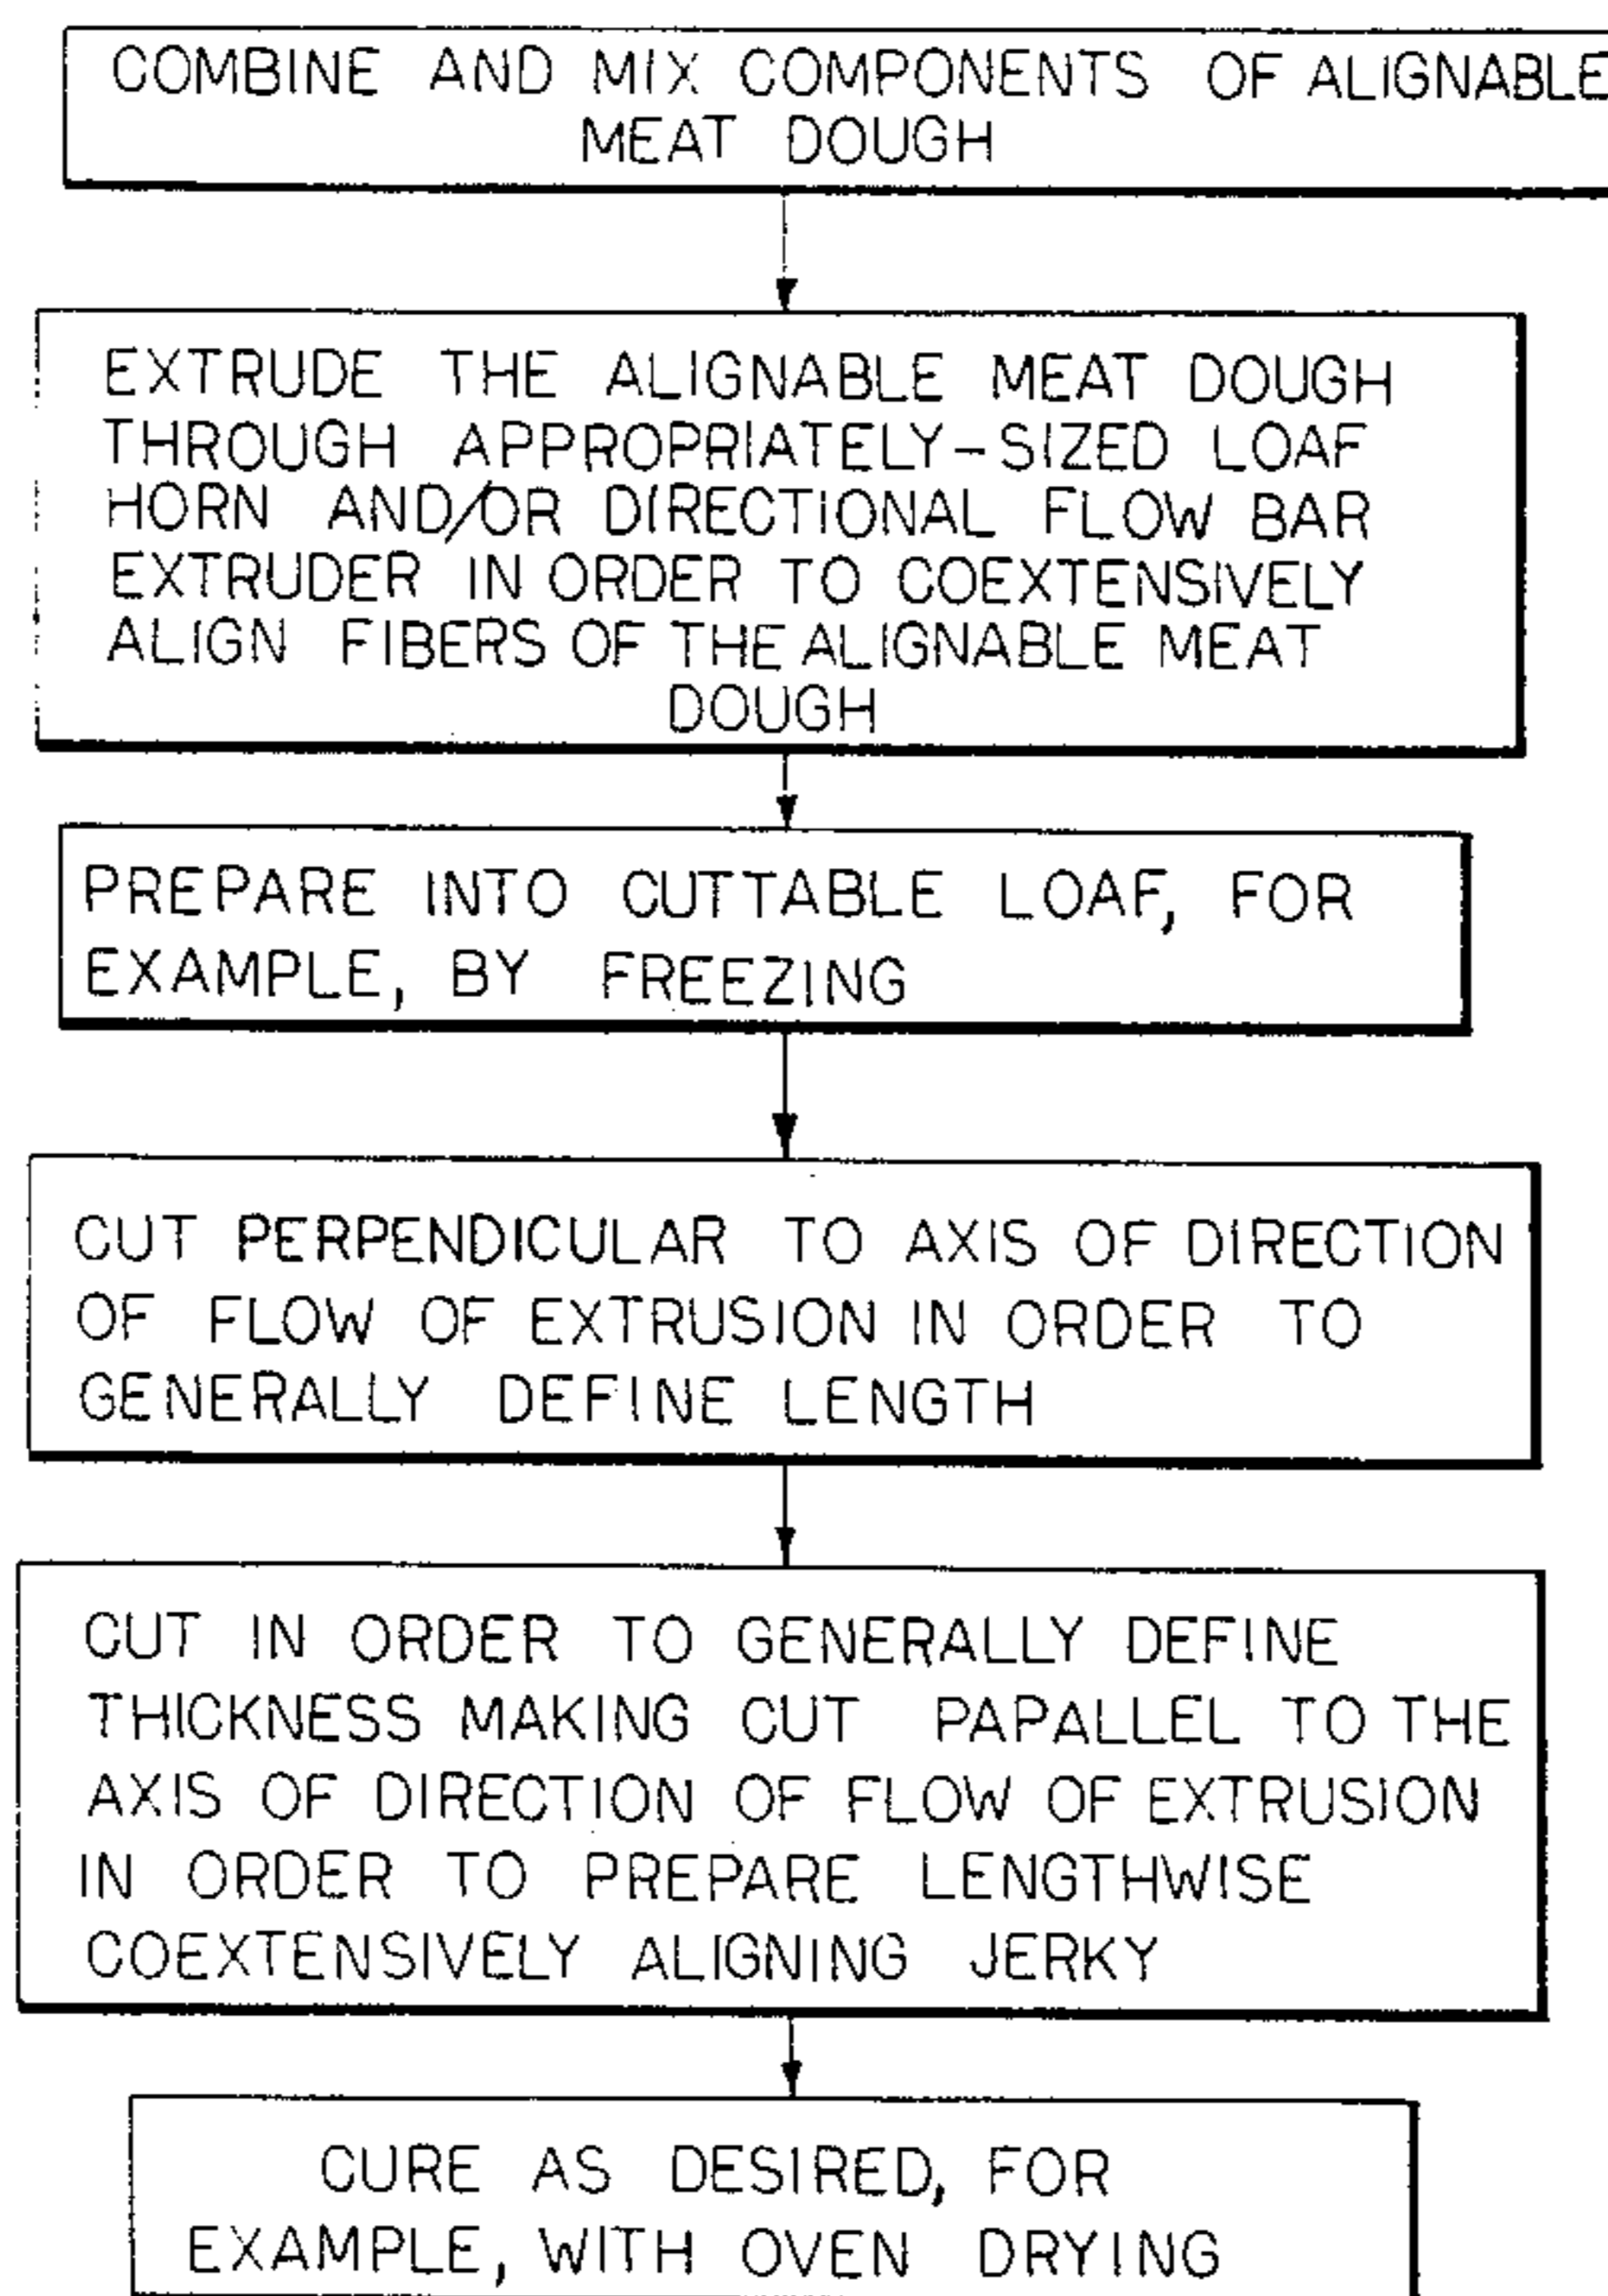 COMBINE AND MIX COMPONENTS OF ALIGNABLE
MEAT DOUGH
EXTRUDE THE ALIGNABLE MEAT DOUGH
THROUGH APPROPRIATELY-SIZED LOAF
HORN AND/OR DIRECTIONAL FLOW BAR
EXTRUDER IN ORDER TO COEXTENSIVELY
ALIGN FIBERS OF THE ALIGNABLE MEAT
DOUGH
PREPARE INTO CUTTABLE LOAF, FOR
EXAMPLE, BY FREEZING
CUT PERPENDICULAR TO AXIS OF DIRECTION
OF FLOW OF EXTRUSION IN ORDER TO
GENERALLY DEFINE LENGTH
CUT IN ORDER TO GENERALLY DEFINE
THICKNESS MAKING CUT PAPALLEL TO THE
AXIS OF DIRECTION OF FLOW OF EXTRUSION
IN ORDER TO PREPARE LENGTHWISE
COEXTENSIVELY ALIGNING JERKY
CURE AS DESIRED, FOR
EXAMPLE, WITH OVEN DRYING